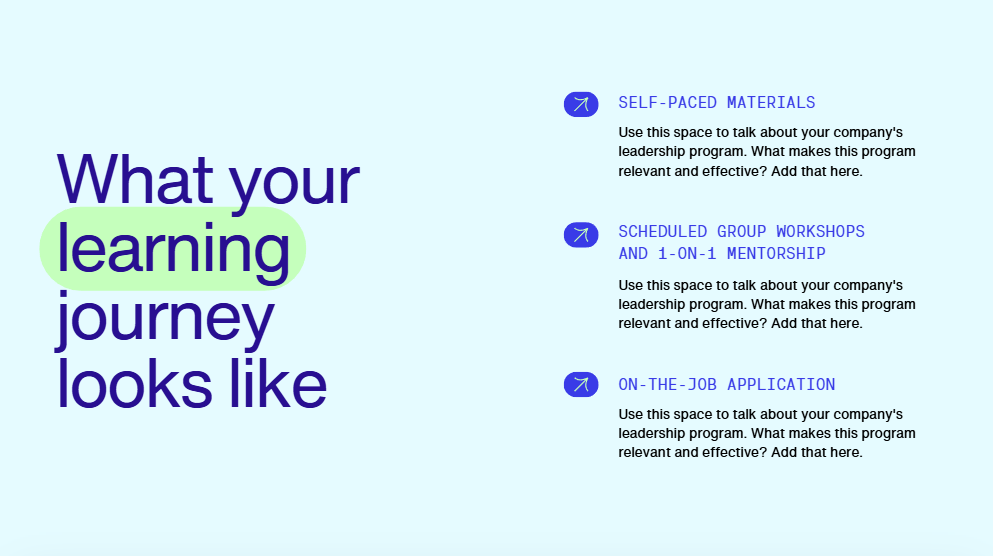 What your
learning
journey
looks like
SELF-PACED MATERIALS
Use this space to talk about your company's
leadership program. What makes this program
relevant and effective? Add that here.
SCHEDULED GROUP WORKSHOPS
AND 1-ON-1 MENTORSHIP
Use this space to talk about your company's
leadership program. What makes this program
relevant and effective? Add that here.
ON-THE-JOB APPLICATION
Use this space to talk about your company's
leadership program. What makes this program
relevant and effective? Add that here.